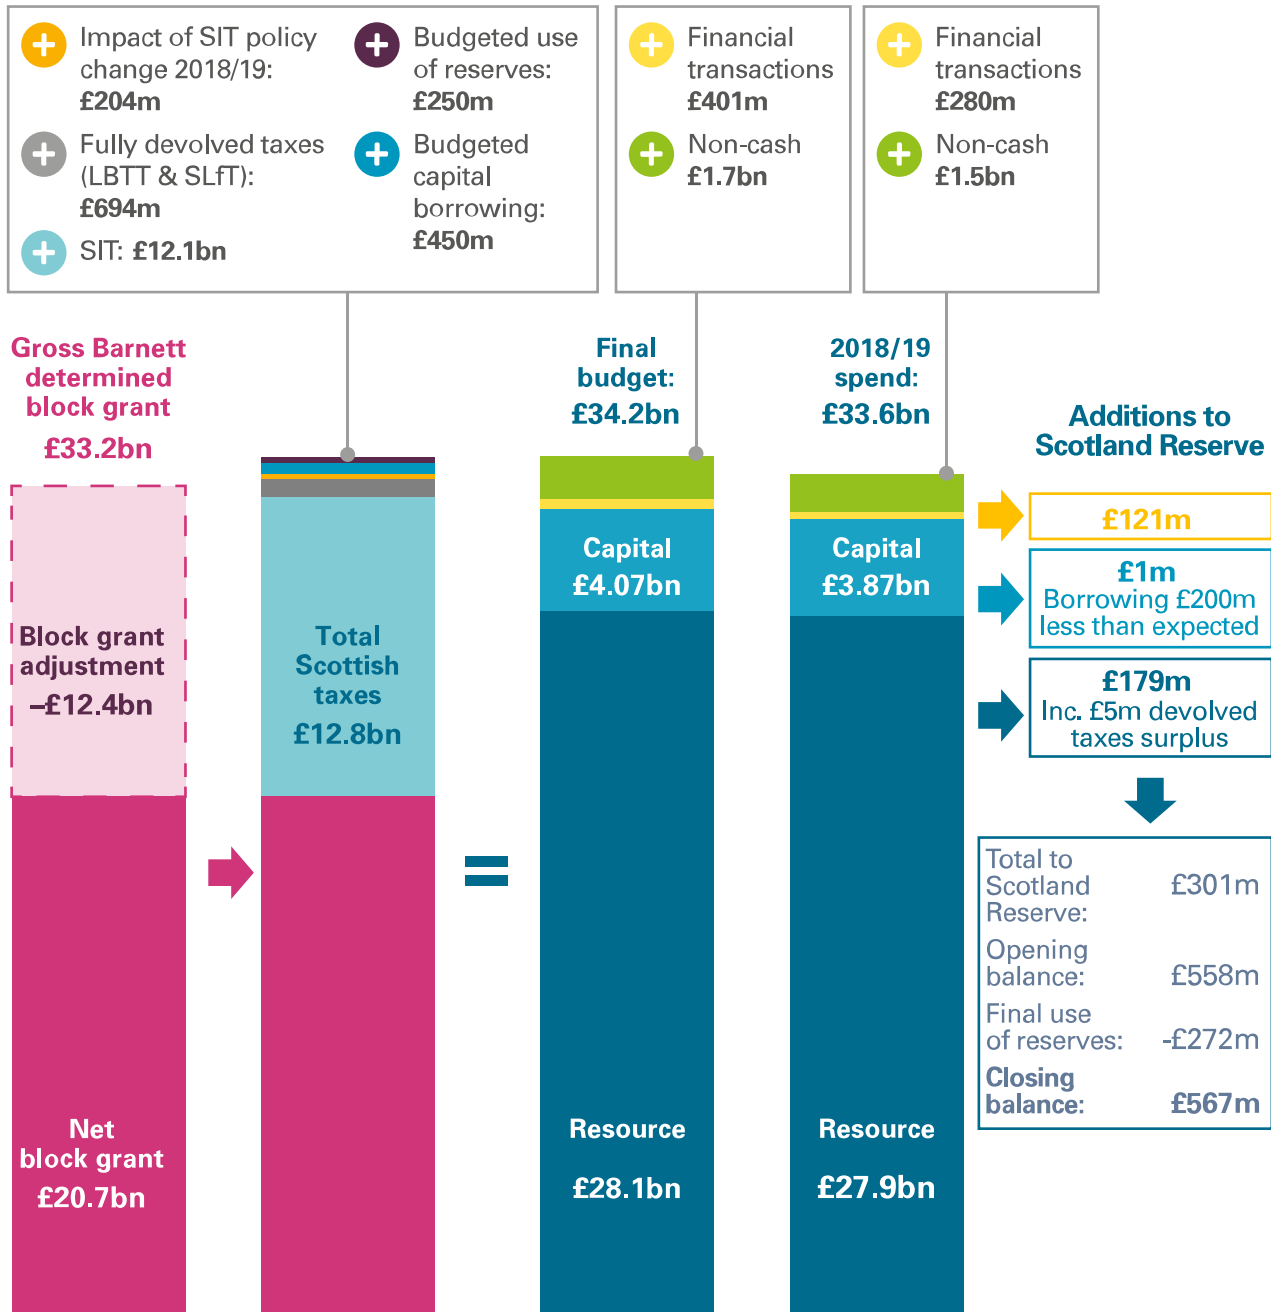 Impact of SIT policy
change 2018/19:
£204m
Fully devolved taxes
(LBTT & SLfT):
£694m
SIT: £12.1bn
Budgeted use
of reserves:
£250m
Budgeted
capital
borrowing:
£450m
Financial
transactions
£401m
Non-cash
£1.7bn
Financial
transactions
£280m
Non-cash
£1.5bn
Gross Barnett
determined
block grant
£33.2bn
Block grant
adjustment
–£12.4bn
Net
block grant
£20.7bn
Total
Scottish
taxes
£12.8bn
Final
budget:
£34.2bn
Capital
£4.07bn
Resource
£28.1bn
2018/19
spend:
£33.6bn
Capital
£3.87bn
Resource
£27.9bn
Additions to
Scotland Reserve
£121m
£1m
Borrowing £200m
less than expected
£179m
Inc. £5m devolved
taxes surplus
Total to
Scotland
Reserve: £301m
Opening
balance: £558m
Final use
of reserves: -£272m
Closing
balance: £567m